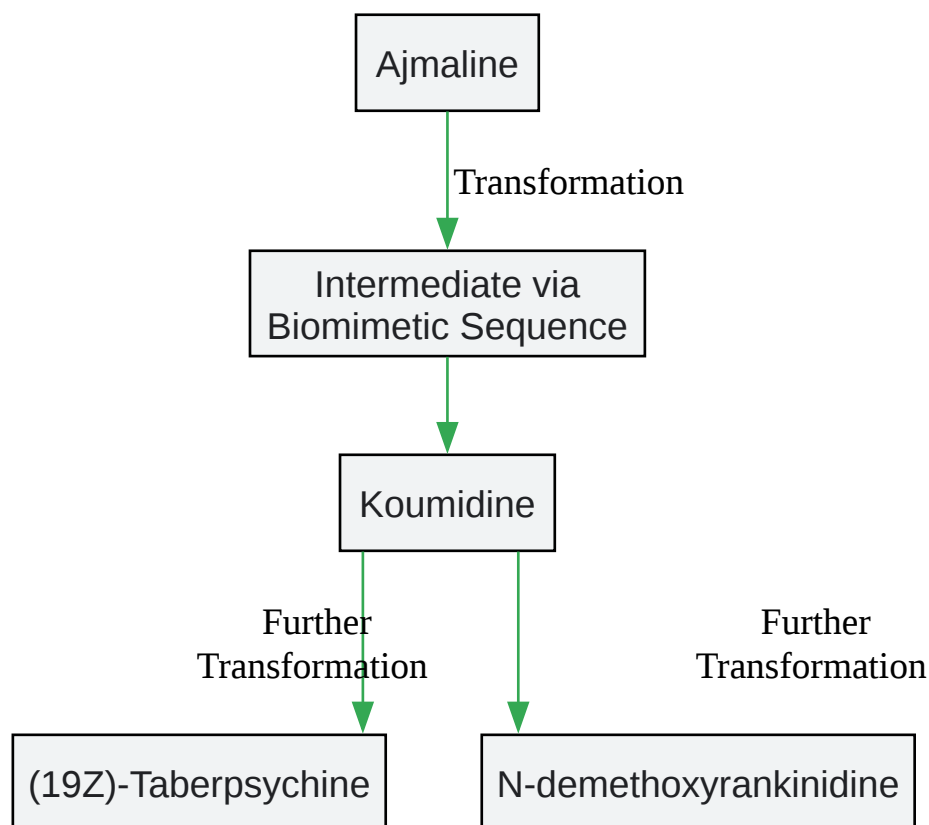 Ajmaline
Transformation
Intermediate via
Biomimetic Sequence
Koumidine
Further
Transformation
Further
Transformation
(19Z)-Taberpsychine
N-demethoxyrankinidine